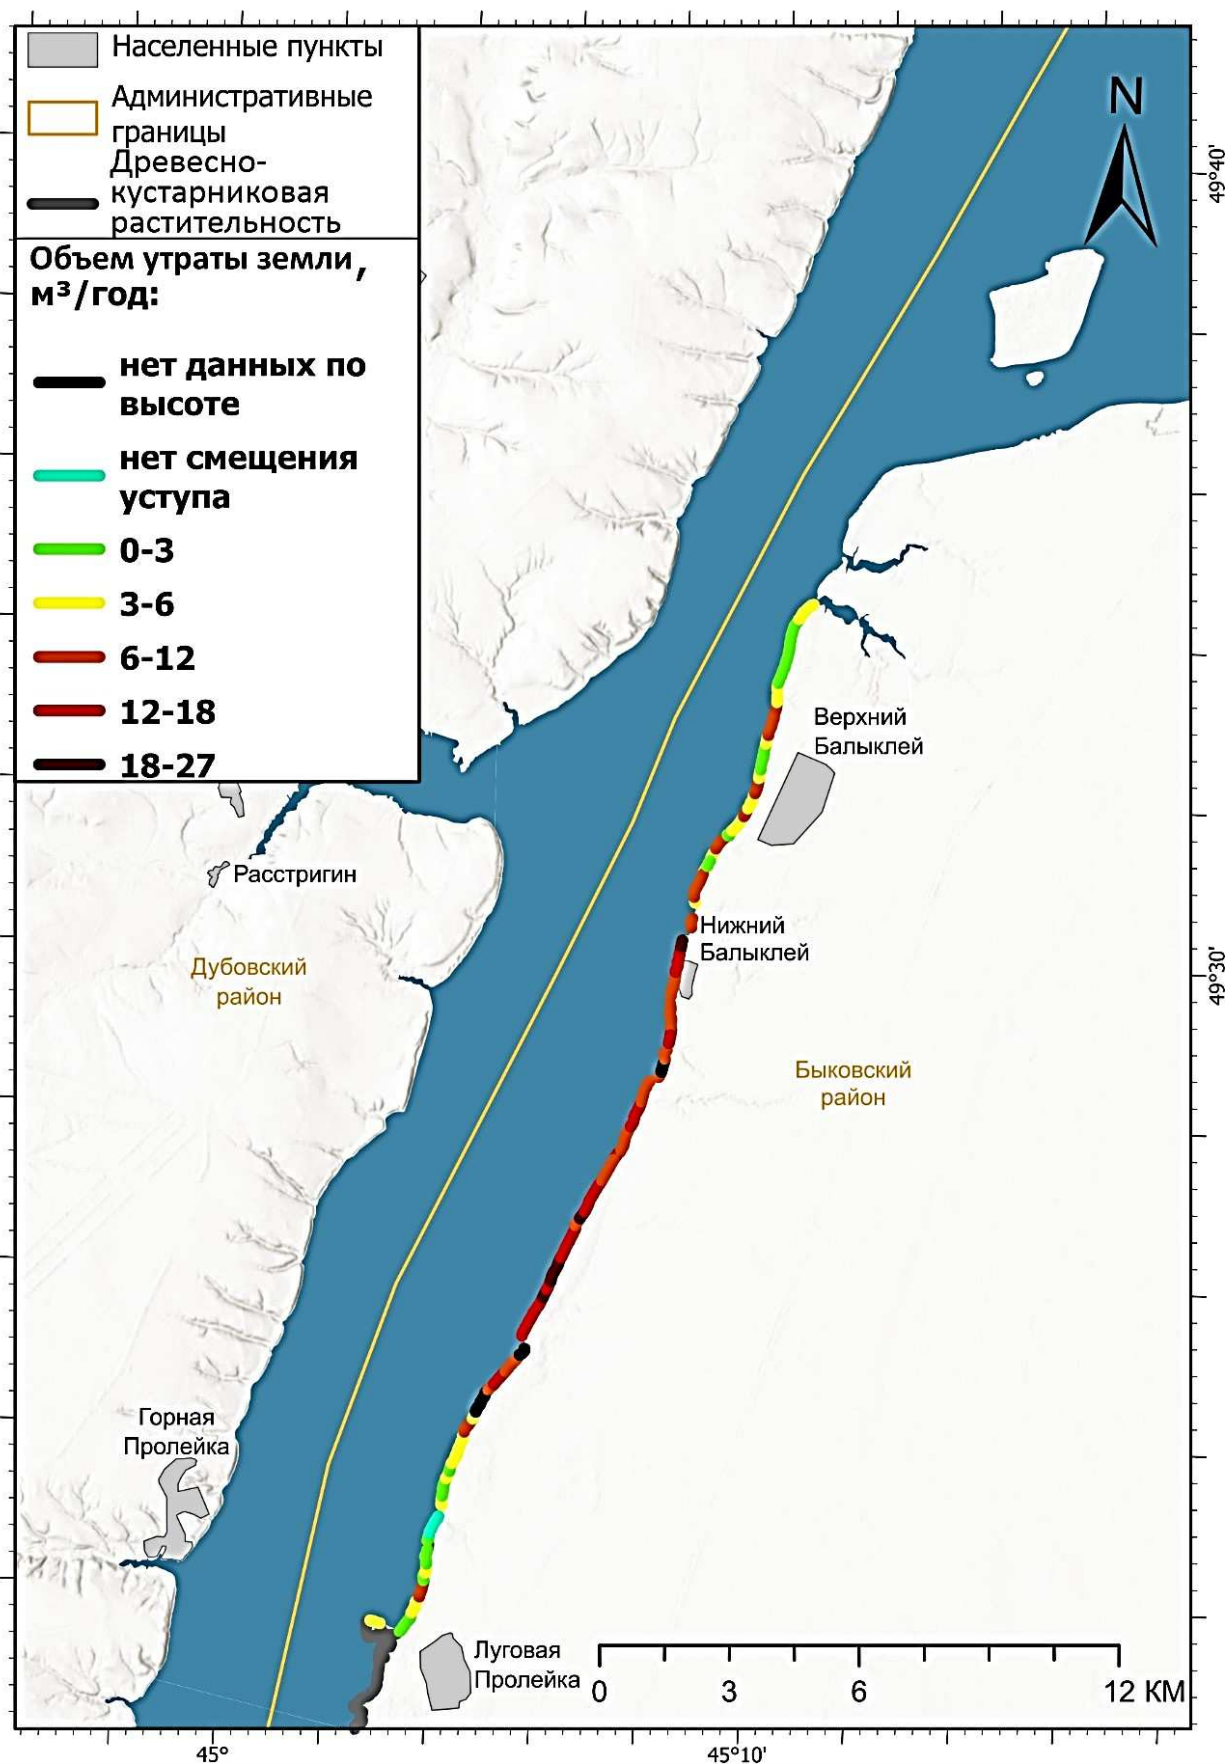 Населенные пункты
Административные
границы
Древесно-
кустарниковая
растительность
Объем утраты земли,
м³/год:
нет данных по
высоте
нет смещения
уступа
0-3
3-6
6-12
12-18
18-27
N
49°40'
Верхний
Балыклей
Расстригин
Нижний
Балыклей
Дубовский
район
49°30'
Быковский
район
Горная
Пролейка
Луговая
Пролейка
0 3 6 12 КМ
45° 45°10'